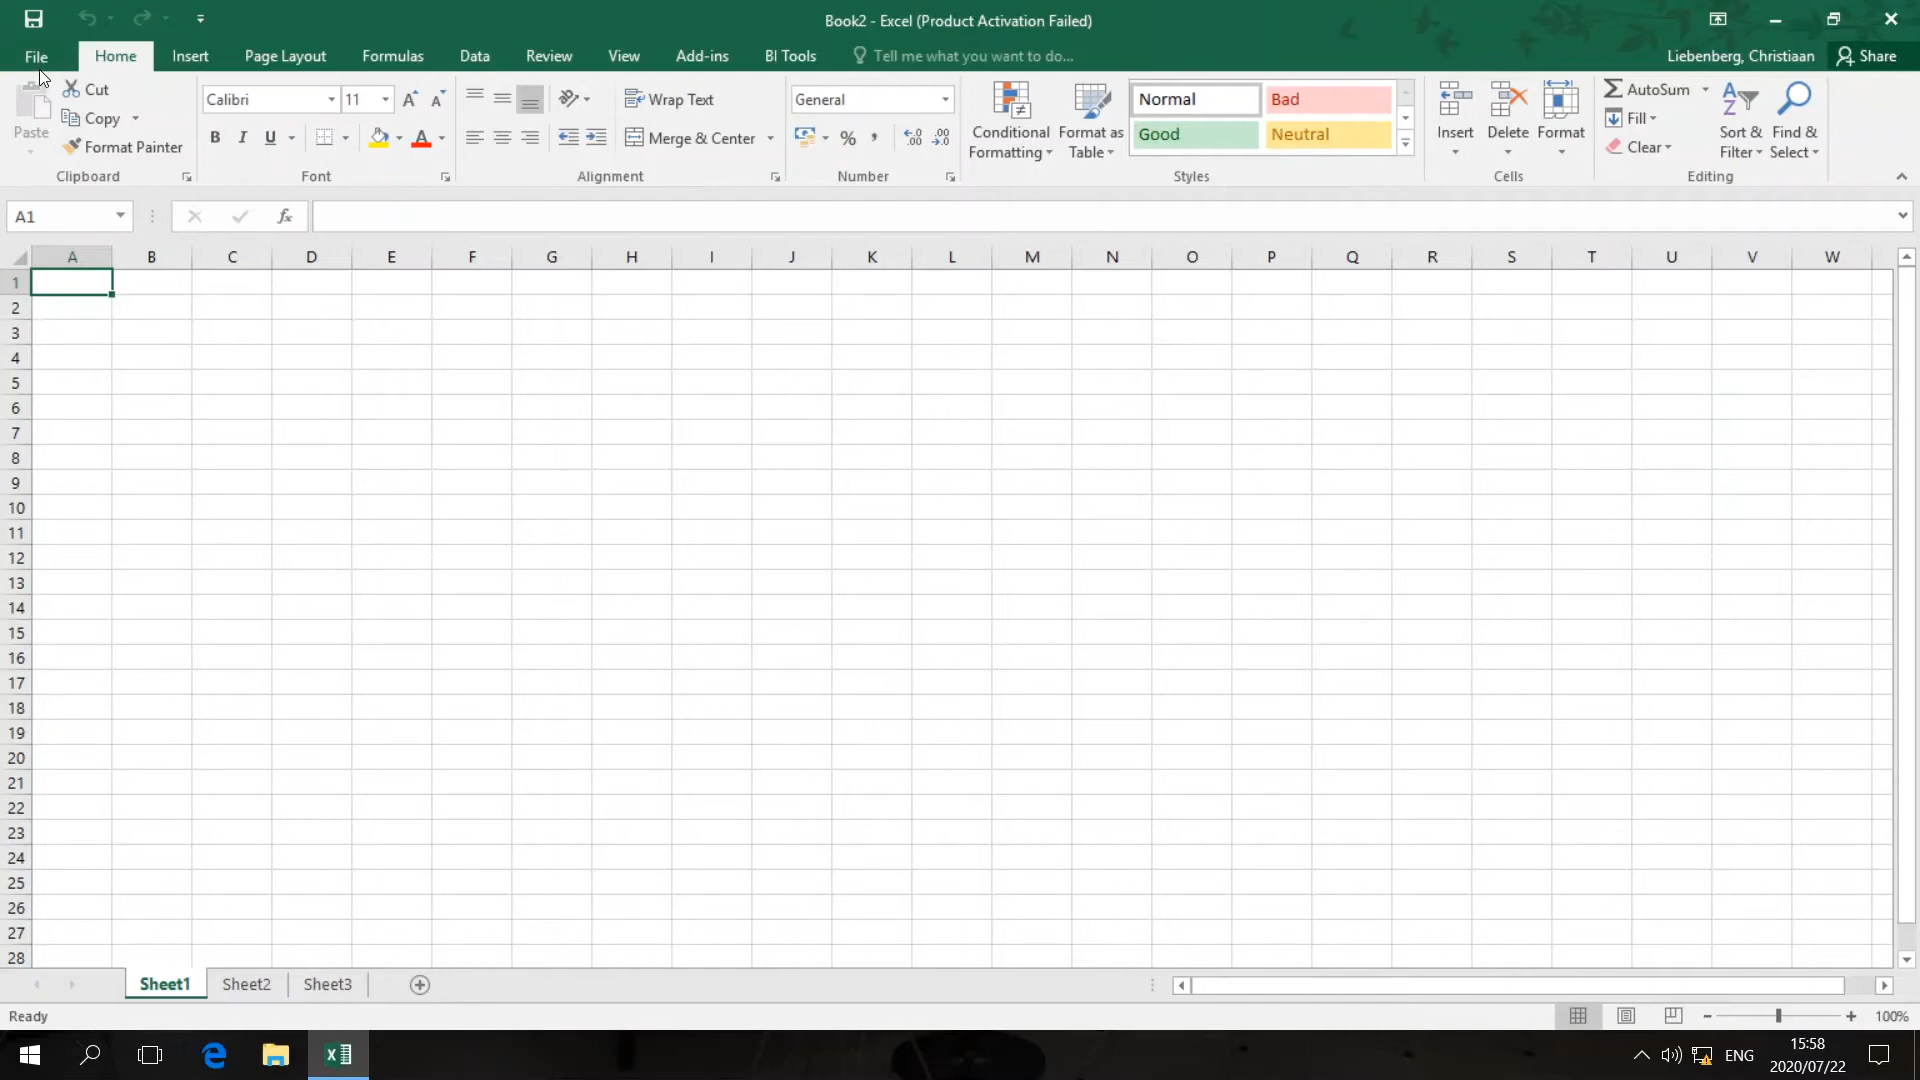 Book2 - Excel (Product Activation Failed)
File Home Insert Page Layout Formulas Data Review View Add-ins BI Tools Tell me what you want to do... Liebenberg, Christiaan Share
Paste
Cut
Copy
Format Painter
Clipboard
Calibri 11
B I U A
Font
Wrap Text
Merge & Center
Alignment
General
% ,
Number
Conditional Formatting
Format as Table
Normal Bad
Good Neutral
Styles
Insert Delete Format
Cells
AutoSum
Fill
Clear
Sort & Filter
Find & Select
Editing
A1 fx
A B C D E F G H I J K L M N O P Q R S T U V W
1
2
3
4
5
6
7
8
9
10
11
12
13
14
15
16
17
18
19
20
21
22
23
24
25
26
27
28
Sheet1 Sheet2 Sheet3
Ready 100%
ENG 15:58
2020/07/22